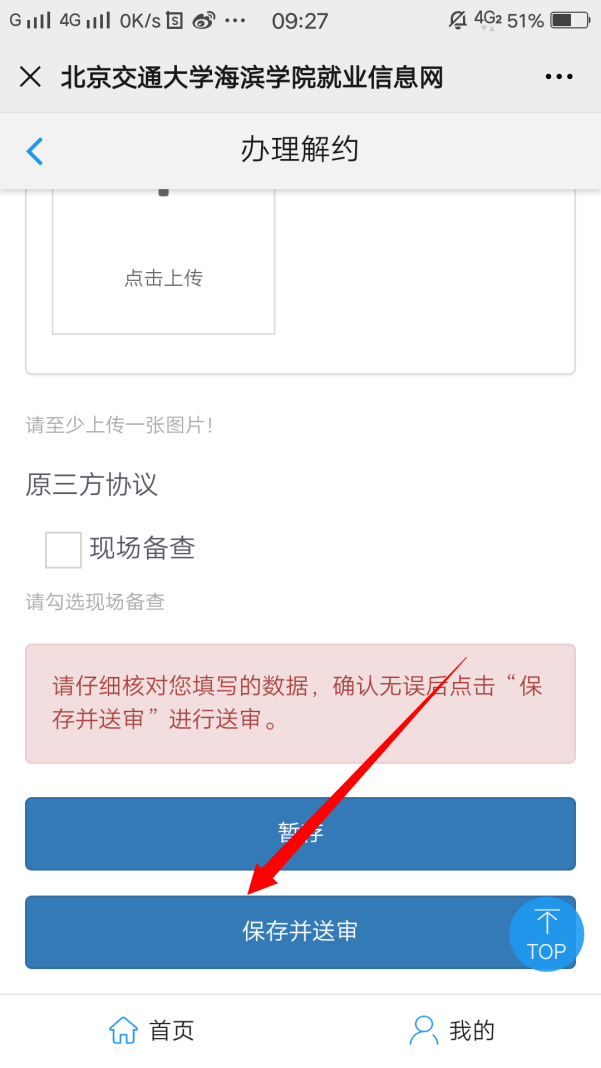 G 4G 0K/s S 09:27 4G2 51%
北京交通大学海滨学院就业信息网
办理解约
点击上传
请至少上传一张图片!
原三方协议
现场备查
请勾选现场备查
请仔细核对您填写的数据，确认无误后点击“保
存并送审”进行送审。
暂存
保存并送审
TOP
首页 我的